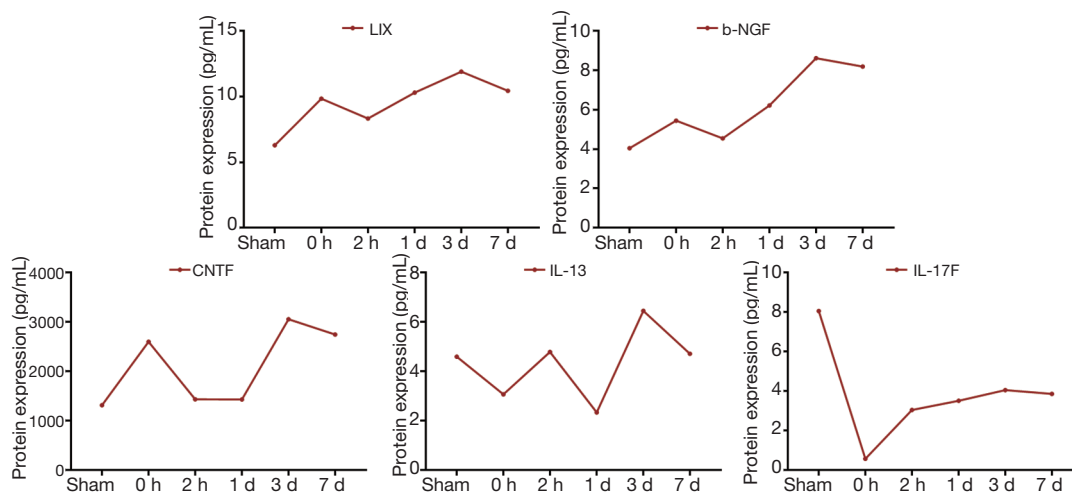 LIX
Protein expression (pg/mL)
15
10
5
0
Sham 0 h 2 h 1 d 3 d 7 d
b-NGF
Protein expression (pg/mL)
10
8
6
4
2
0
Sham 0 h 2 h 1 d 3 d 7 d
CNTF
Protein expression (pg/mL)
4000
3000
2000
1000
0
Sham 0 h 2 h 1 d 3 d 7 d
IL-13
Protein expression (pg/mL)
8
6
4
2
0
Sham 0 h 2 h 1 d 3 d 7 d
IL-17F
Protein expression (pg/mL)
10
8
6
4
2
0
Sham 0 h 2 h 1 d 3 d 7 d